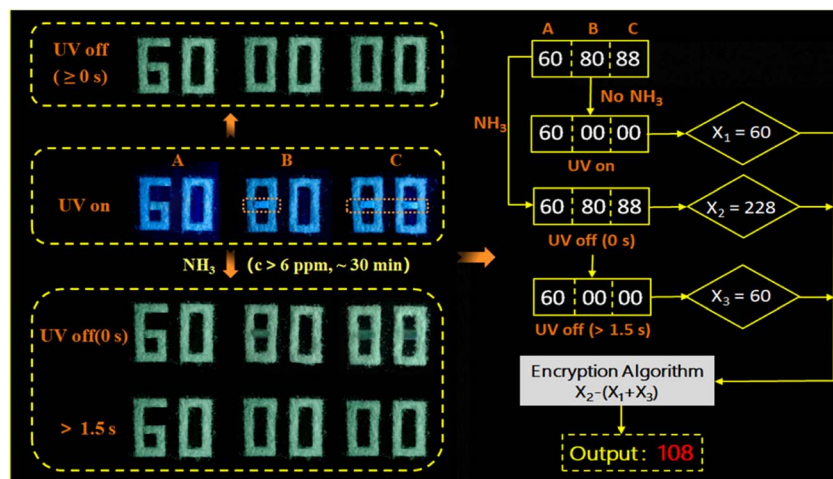 UV off
( ≥ 0 s)
60 00 00
A B C
UV on
60 80 88
NH₃ (c > 6 ppm, ~ 30 min)
UV off(0 s)
60 80 88
> 1.5 s
60 00 00
A B C
60 80 88
NH₃
No NH₃
60 00 00
X₁ = 60
UV on
60 80 88
X₂ = 228
UV off (0 s)
60 00 00
X₃ = 60
UV off (> 1.5 s)
Encryption Algorithm
X₂-(X₁+X₃)
Output: 108